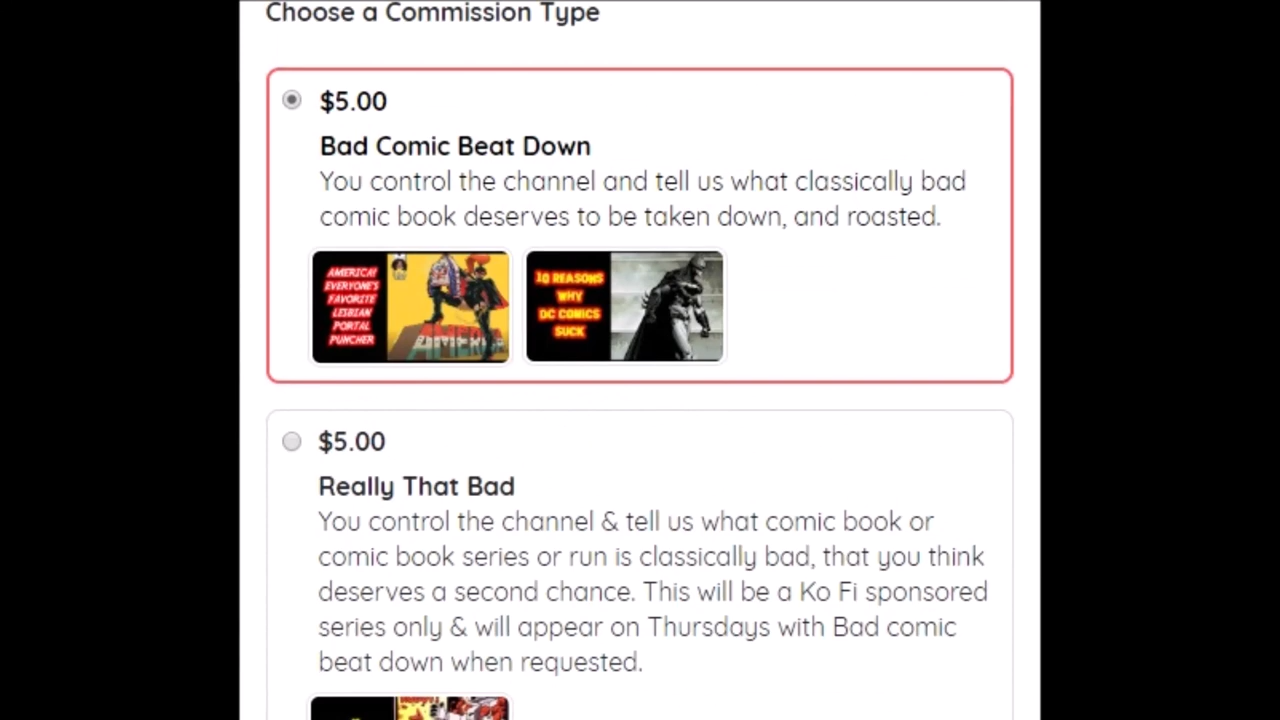 Choose a Commission Type
$5.00
Bad Comic Beat Down
You control the channel and tell us what classically bad
comic book deserves to be taken down, and roasted.
AMERICA!
EVERYONE'S
FAVORITE
LESBIAN
PORTAL
PUNCHER
AMERICA
10 REASONS
WHY
DC COMICS
SUCK
$5.00
Really That Bad
You control the channel & tell us what comic book or
comic book series or run is classically bad, that you think
deserves a second chance. This will be a Ko Fi sponsored
series only & will appear on Thursdays with Bad comic
beat down when requested.